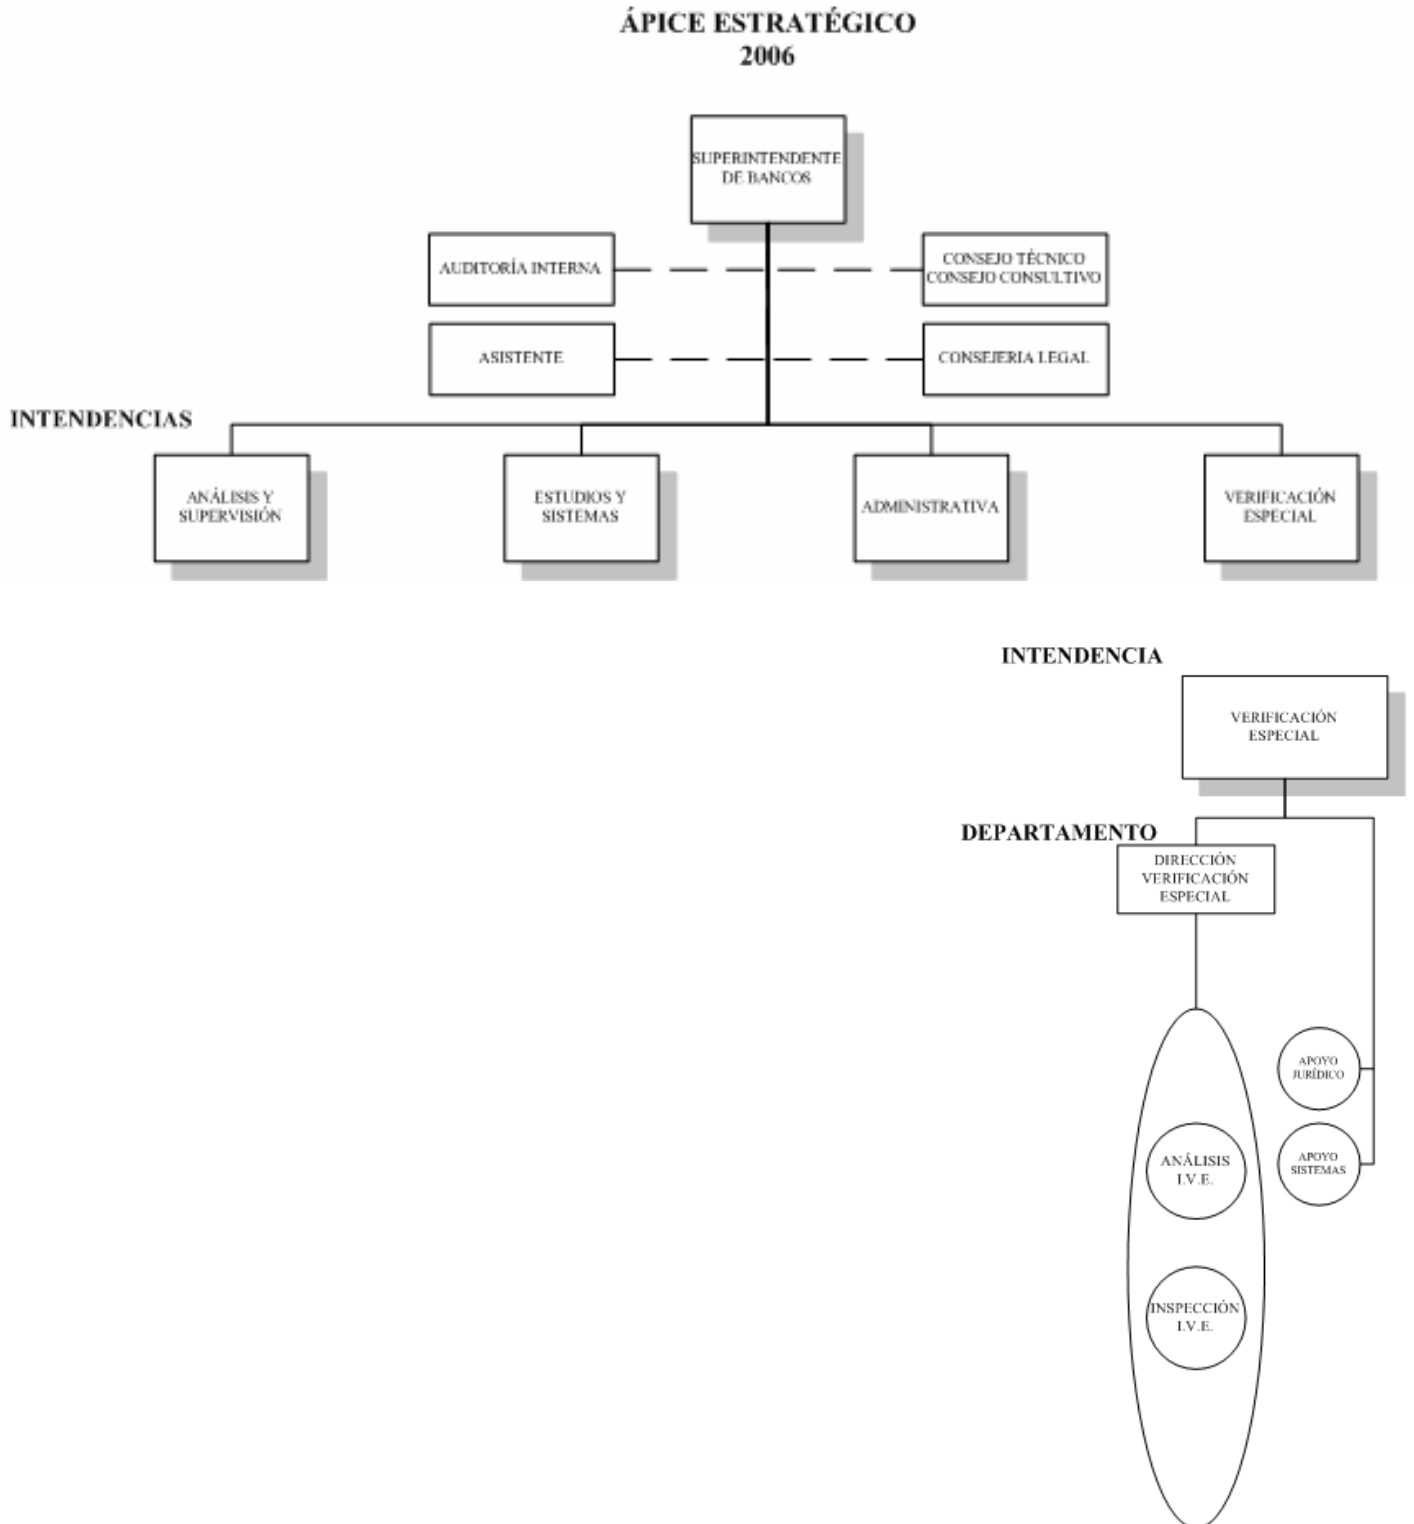 ÁPICE ESTRATÉGICO
2006
SUPERINTENDENTE
DE BANCOS
AUDITORÍA INTERNA
CONSEJO TÉCNICO
CONSEJO CONSULTIVO
ASISTENTE
CONSEJERIA LEGAL
INTENDENCIAS
ANÁLISIS Y
SUPERVISIÓN
ESTUDIOS Y
SISTEMAS
ADMINISTRATIVA
VERIFICACIÓN
ESPECIAL
INTENDENCIA
VERIFICACIÓN
ESPECIAL
DEPARTAMENTO
DIRECCIÓN
VERIFICACIÓN
ESPECIAL
APOYO
JURÍDICO
ANÁLISIS
I.V.E.
APOYO
SISTEMAS
INSPECCIÓN
I.V.E.